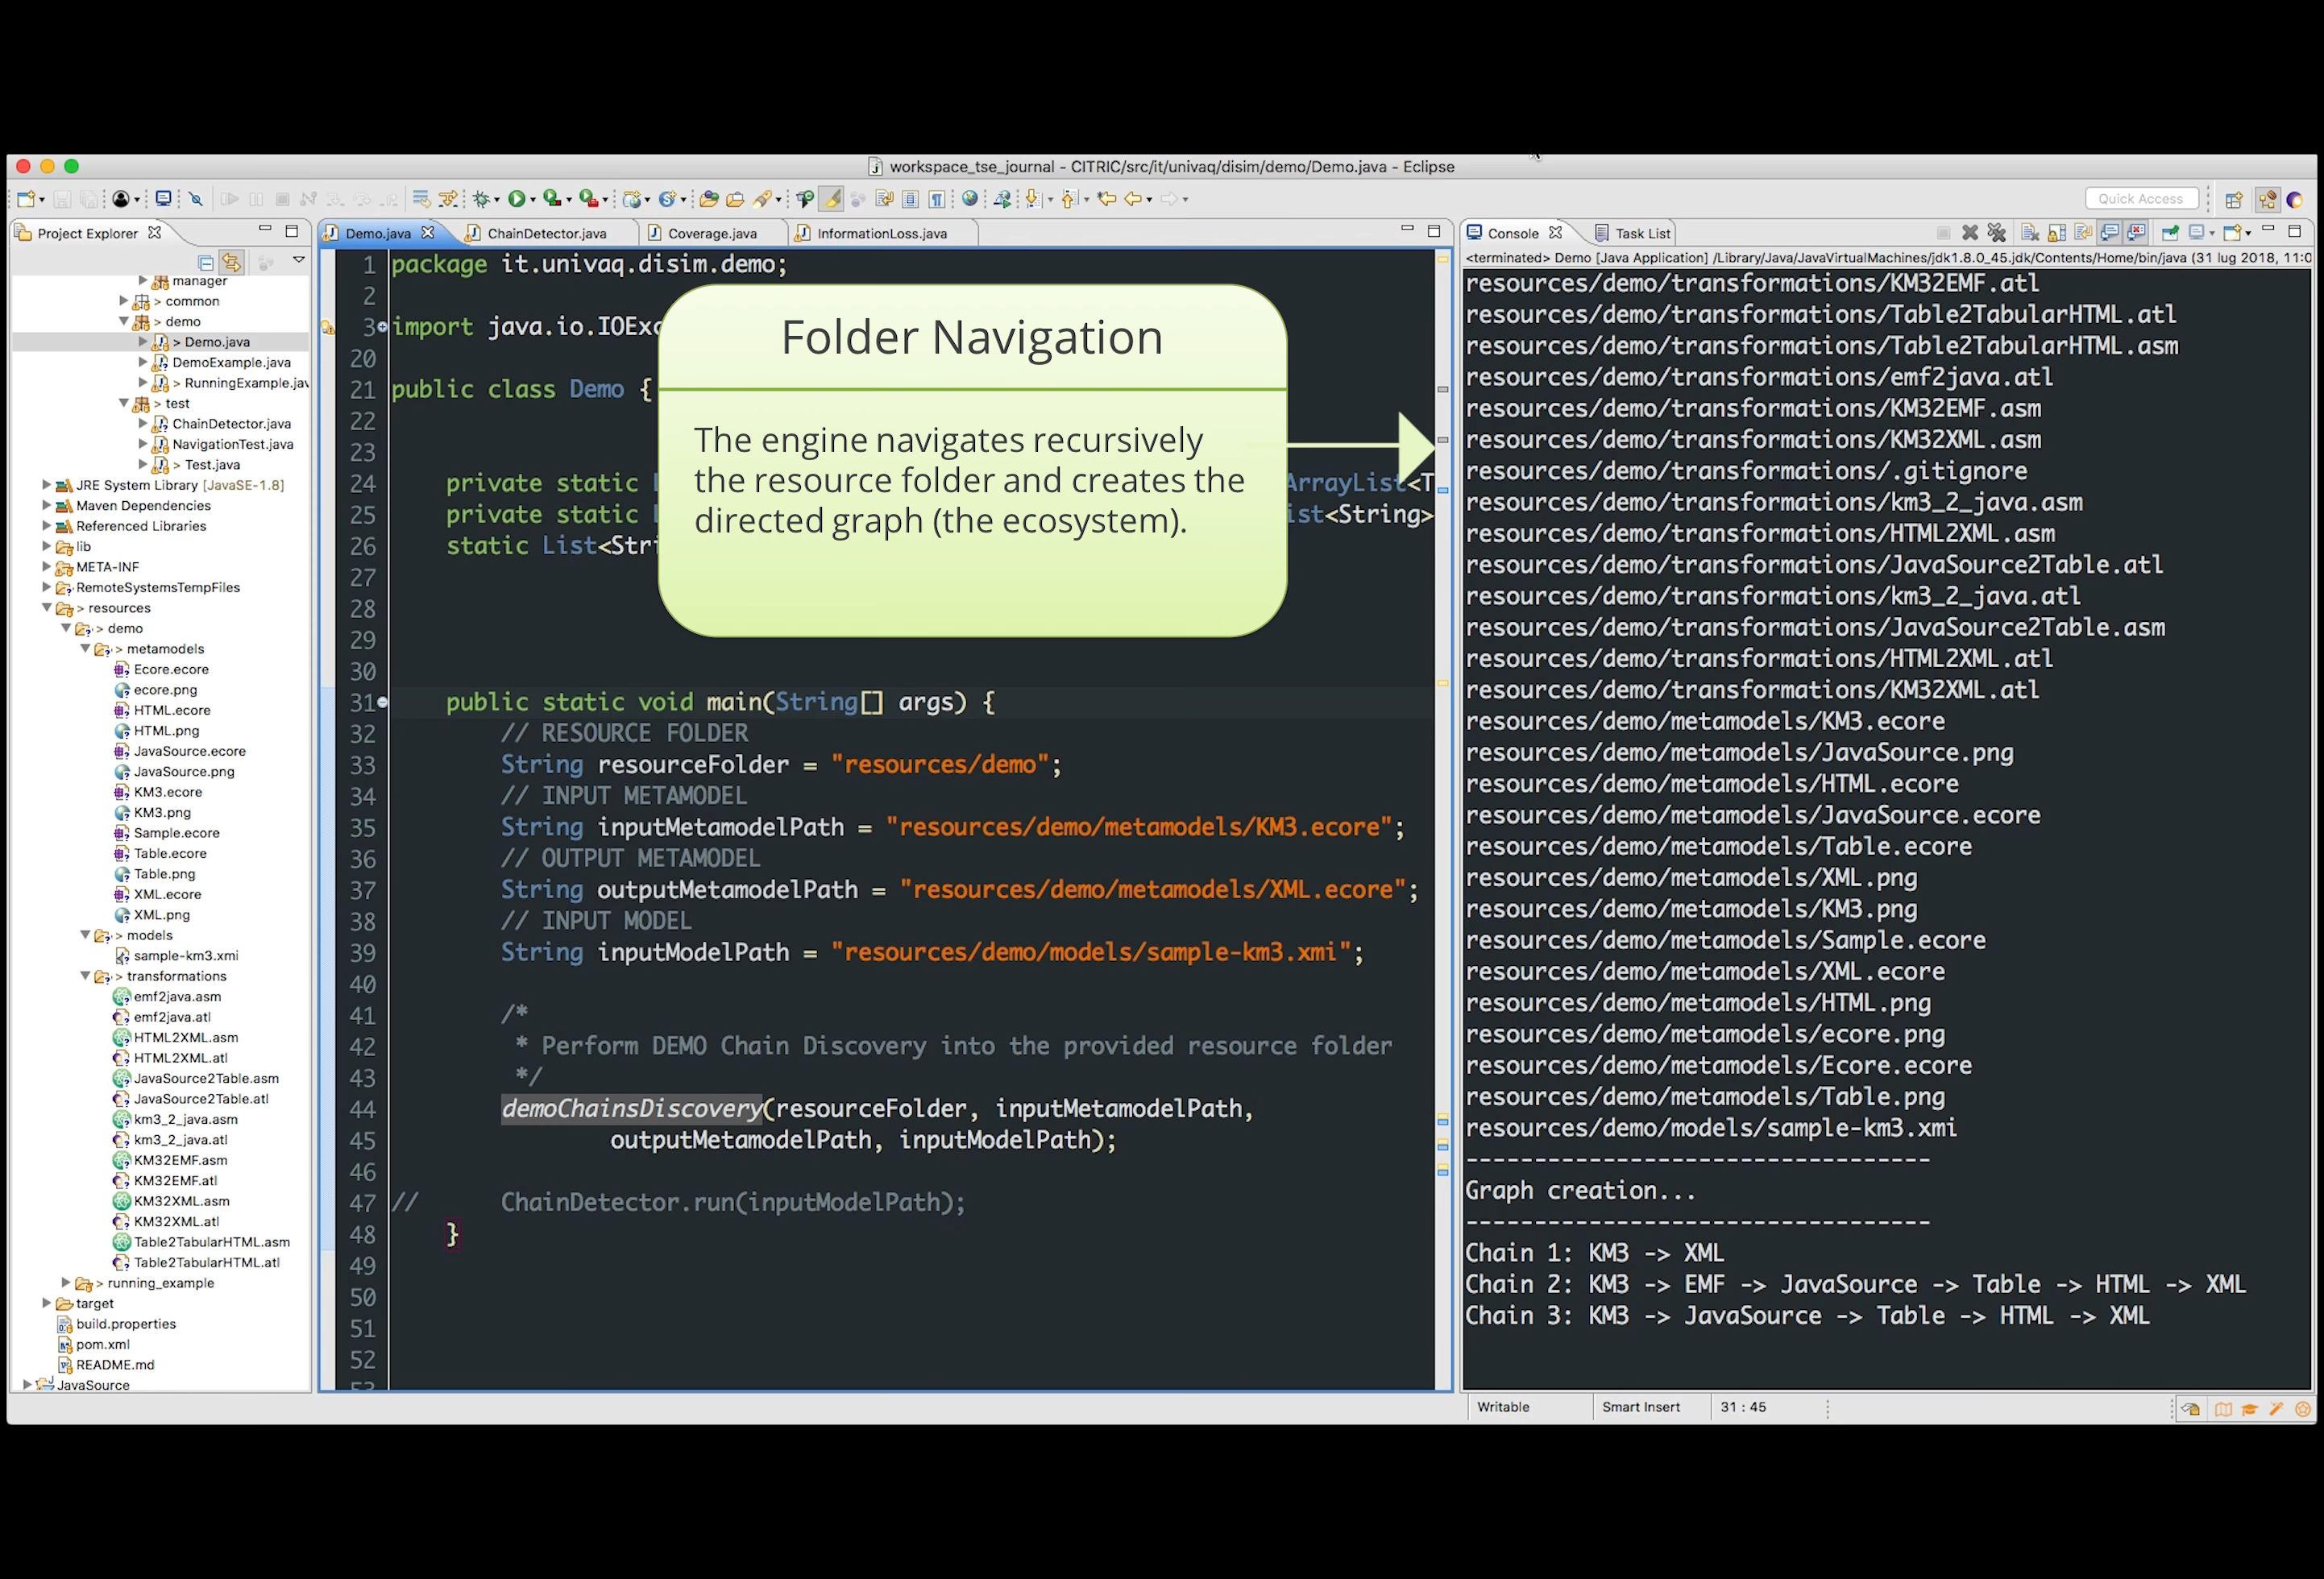 workspace_tse_journal - CITRIC/src/it/univaq/disim/demo/Demo.java - Eclipse
Quick Access
Project Explorer
manager
> common
> demo
> Demo.java
DemoExample.java
> RunningExample.jav
> test
ChainDetector.java
NavigationTest.java
> Test.java
JRE System Library [JavaSE-1.8]
Maven Dependencies
Referenced Libraries
lib
META-INF
RemoteSystemsTempFiles
> resources
> demo
> metamodels
Ecore.ecore
ecore.png
HTML.ecore
HTML.png
JavaSource.ecore
JavaSource.png
KM3.ecore
KM3.png
Sample.ecore
Table.ecore
Table.png
XML.ecore
XML.png
> models
sample-km3.xmi
> transformations
emf2java.asm
emf2java.atl
HTML2XML.asm
HTML2XML.atl
JavaSource2Table.asm
JavaSource2Table.atl
km3_2_java.asm
km3_2_java.atl
KM32EMF.asm
KM32EMF.atl
KM32XML.asm
KM32XML.atl
Table2TabularHTML.asm
Table2TabularHTML.atl
> running_example
target
build.properties
pom.xml
README.md
JavaSource
Demo.java
ChainDetector.java
Coverage.java
InformationLoss.java
1 package it.univaq.disim.demo;
2
3 import java.io.IOExc
20
21 public class Demo {
22
23
24 private static ArrayList<T
25 private static ist<String>
26 static List<Stri
27
28
29
30
31 public static void main(String[] args) {
32 // RESOURCE FOLDER
33 String resourceFolder = "resources/demo";
34 // INPUT METAMODEL
35 String inputMetamodelPath = "resources/demo/metamodels/KM3.ecore";
36 // OUTPUT METAMODEL
37 String outputMetamodelPath = "resources/demo/metamodels/XML.ecore";
38 // INPUT MODEL
39 String inputModelPath = "resources/demo/models/sample-km3.xmi";
40
41 /*
42 * Perform DEMO Chain Discovery into the provided resource folder
43 */
44 demoChainsDiscovery(resourceFolder, inputMetamodelPath,
45 outputMetamodelPath, inputModelPath);
46
47 // ChainDetector.run(inputModelPath);
48 }
49
50
51
52
Folder Navigation
The engine navigates recursively
the resource folder and creates the
directed graph (the ecosystem).
Console
Task List
<terminated> Demo [Java Application] /Library/Java/JavaVirtualMachines/jdk1.8.0_45.jdk/Contents/Home/bin/java (31 lug 2018, 11:0
resources/demo/transformations/KM32EMF.atl
resources/demo/transformations/Table2TabularHTML.atl
resources/demo/transformations/Table2TabularHTML.asm
resources/demo/transformations/emf2java.atl
resources/demo/transformations/KM32EMF.asm
resources/demo/transformations/KM32XML.asm
resources/demo/transformations/.gitignore
resources/demo/transformations/km3_2_java.asm
resources/demo/transformations/HTML2XML.asm
resources/demo/transformations/JavaSource2Table.atl
resources/demo/transformations/km3_2_java.atl
resources/demo/transformations/JavaSource2Table.asm
resources/demo/transformations/HTML2XML.atl
resources/demo/transformations/KM32XML.atl
resources/demo/metamodels/KM3.ecore
resources/demo/metamodels/JavaSource.png
resources/demo/metamodels/HTML.ecore
resources/demo/metamodels/JavaSource.ecore
resources/demo/metamodels/Table.ecore
resources/demo/metamodels/XML.png
resources/demo/metamodels/KM3.png
resources/demo/metamodels/Sample.ecore
resources/demo/metamodels/XML.ecore
resources/demo/metamodels/HTML.png
resources/demo/metamodels/ecore.png
resources/demo/metamodels/Ecore.ecore
resources/demo/metamodels/Table.png
resources/demo/models/sample-km3.xmi
----------------------------------
Graph creation...
----------------------------------
Chain 1: KM3 -> XML
Chain 2: KM3 -> EMF -> JavaSource -> Table -> HTML -> XML
Chain 3: KM3 -> JavaSource -> Table -> HTML -> XML
Writable
Smart Insert
31 : 45